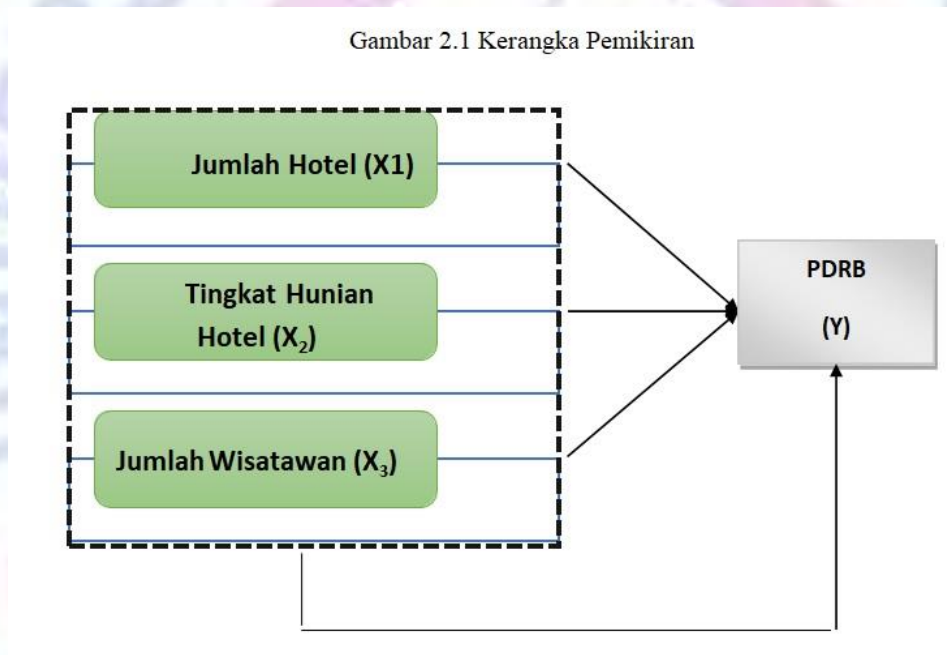 Gambar 2.1 Kerangka Pemikiran
Jumlah Hotel (X1)
Tingkat Hunian
Hotel (X₂)
Jumlah Wisatawan (X₃)
PDRB
(Y)